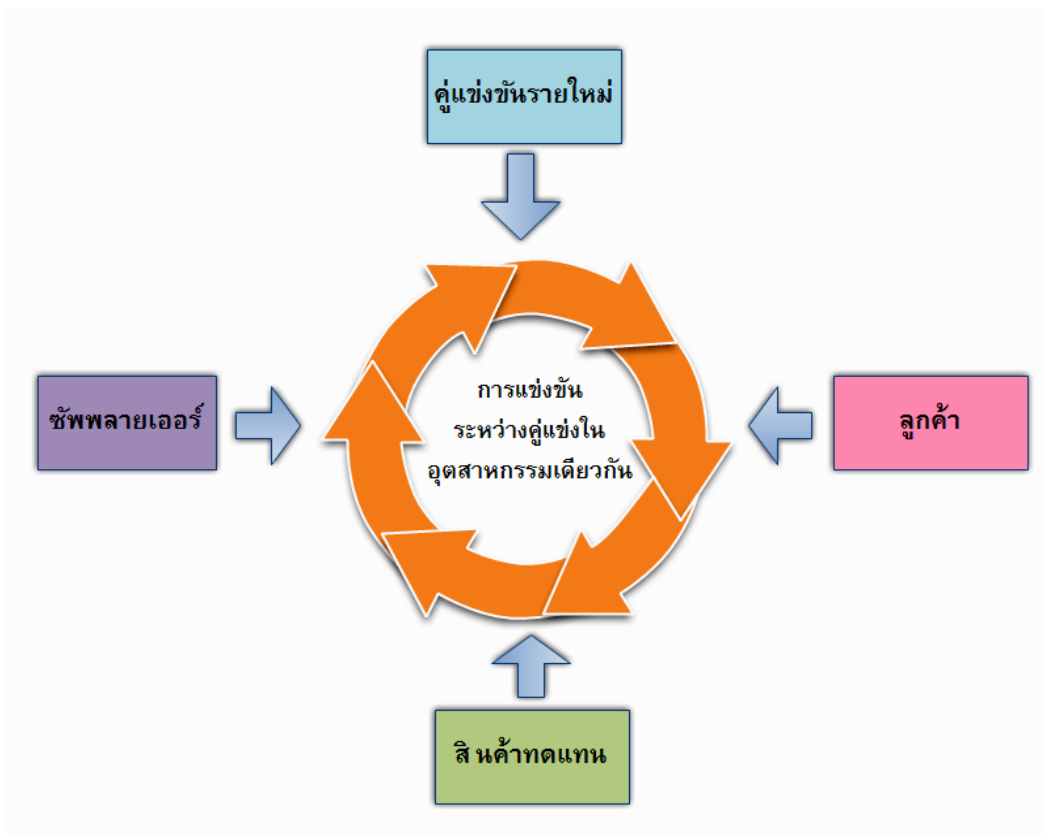 คู่แข่งขันรายใหม่
ซัพพลายเออร์
การแข่งขัน
ระหว่างคู่แข่งใน
อุตสาหกรรมเดียวกัน
ลูกค้า
สินค้าทดแทน